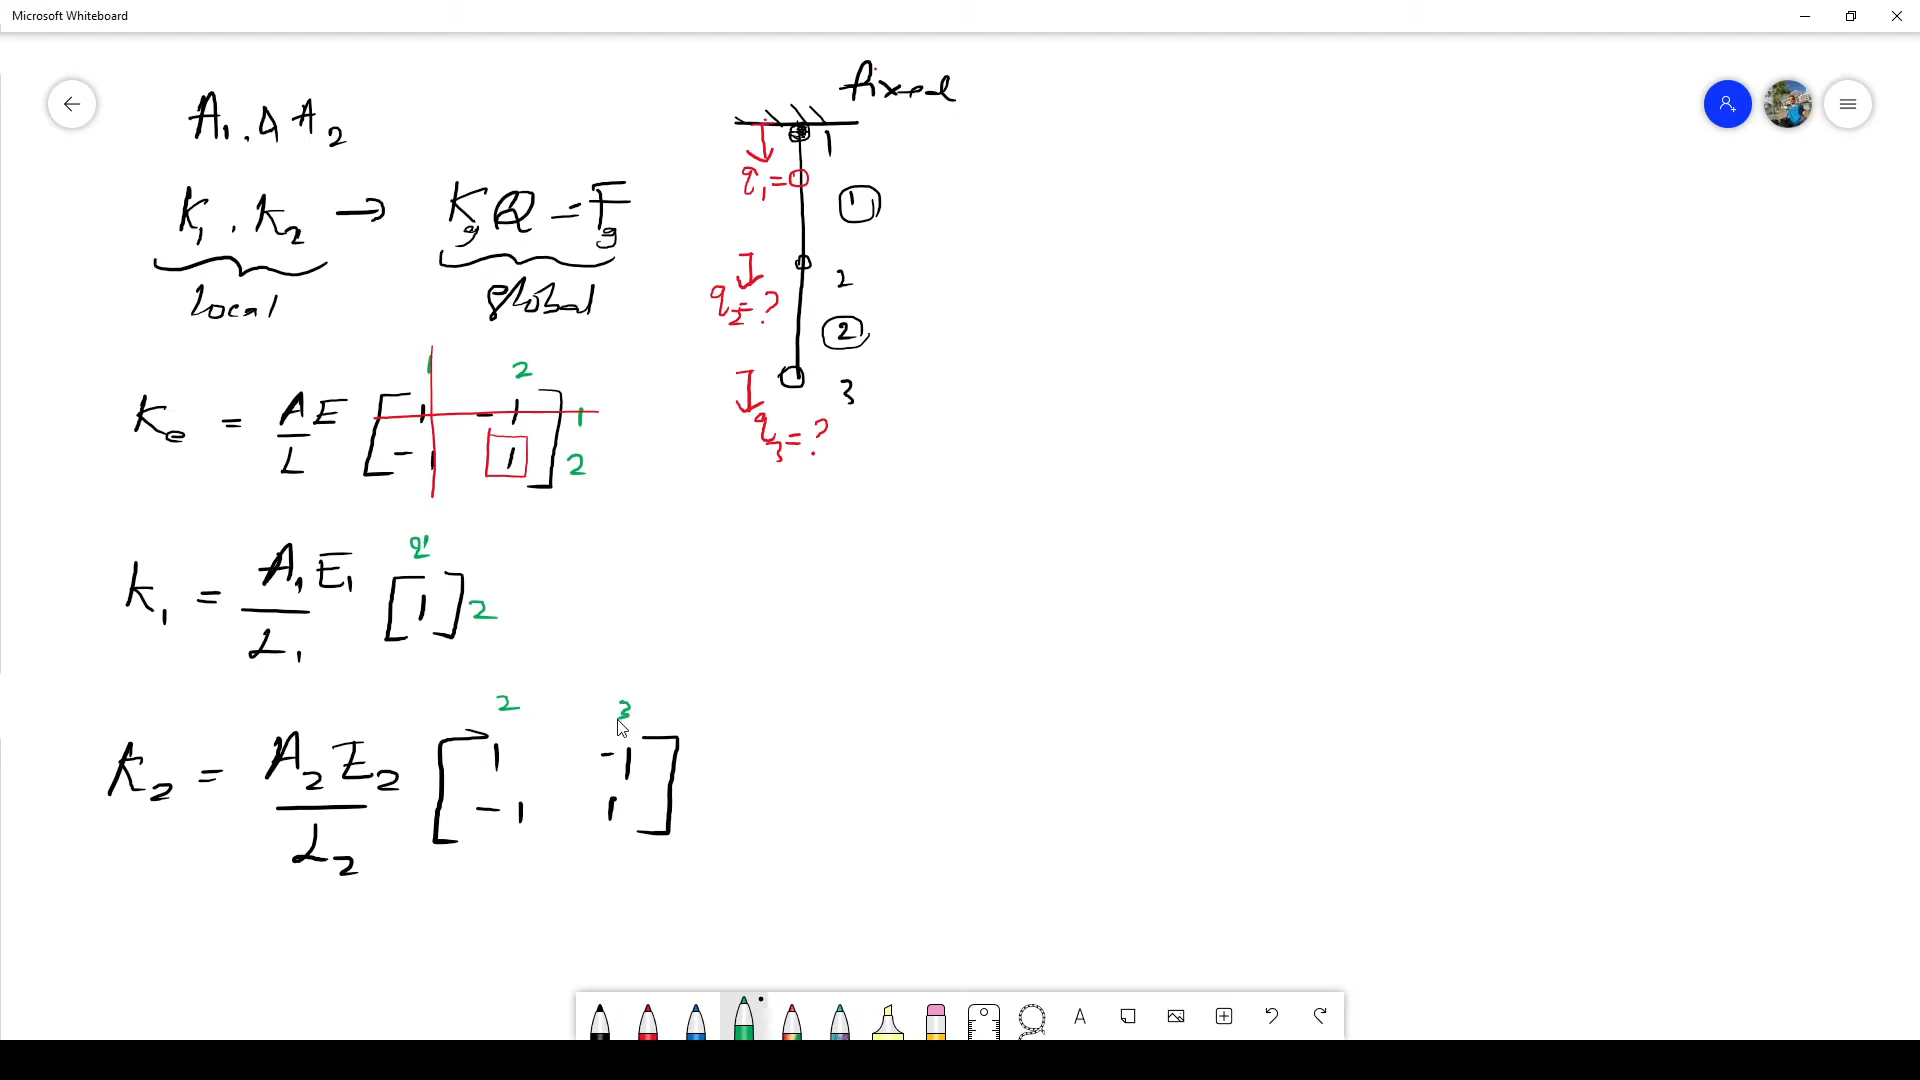 Microsoft Whiteboard
A1 . Δ A2
K1 . K2 → KgQ = Fg
local
global
Ke = AE/L [1 -1; -1 1]
1 2
1
2
K1 = A1E1/L1 [1] 2
2
K2 = A2E2/L2 [1 -1; -1 1]
2 3
fixed
1
q1=0
1
2
q2=?
2
3
q3=?
A